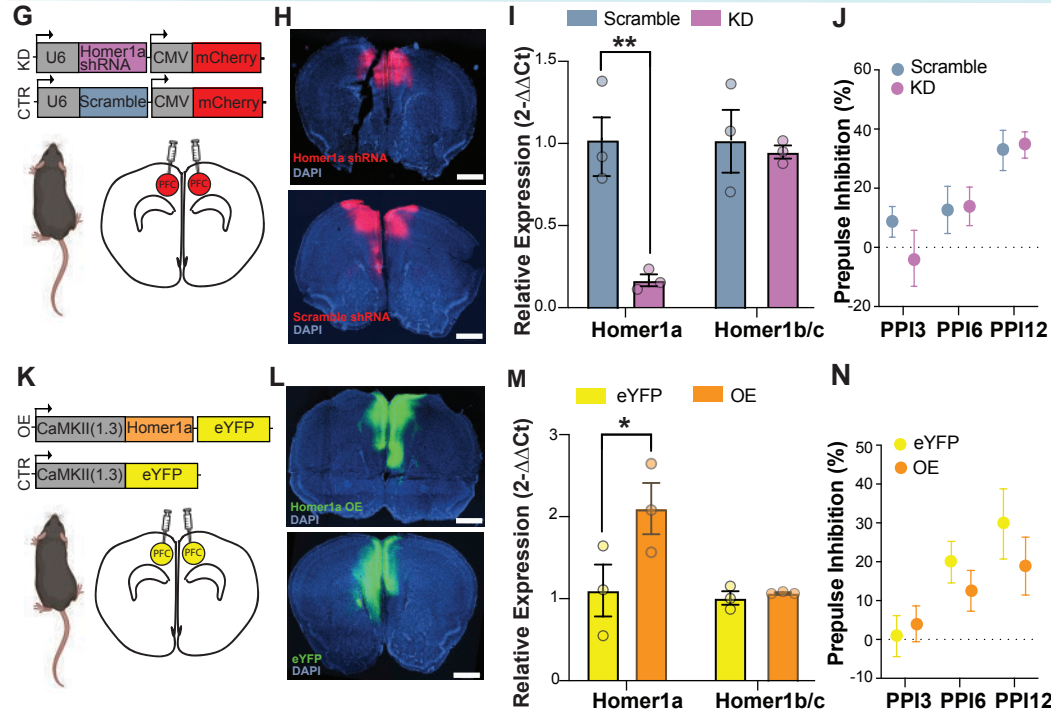 G
KD
U6
Homer1a
shRNA
CMV
mCherry
CTR
U6
Scramble
CMV
mCherry
PFC
PFC
H
Homer1a shRNA
DAPI
Scramble shRNA
DAPI
I
Scramble
KD
Relative Expression (2-ΔΔCt)
1.5
1.0
0.5
0.0
**
Homer1a
Homer1b/c
J
Scramble
KD
Prepulse Inhibition (%)
60
40
20
0
-20
PPI3
PPI6
PPI12
K
OE
CaMKII(1.3)
Homer1a
eYFP
CTR
CaMKII(1.3)
eYFP
PFC
PFC
L
Homer1a OE
DAPI
eYFP
DAPI
M
eYFP
OE
Relative Expression (2-ΔΔCt)
3
2
1
0
*
Homer1a
Homer1b/c
N
eYFP
OE
Prepulse Inhibition (%)
50
40
30
20
10
0
-10
PPI3
PPI6
PPI12